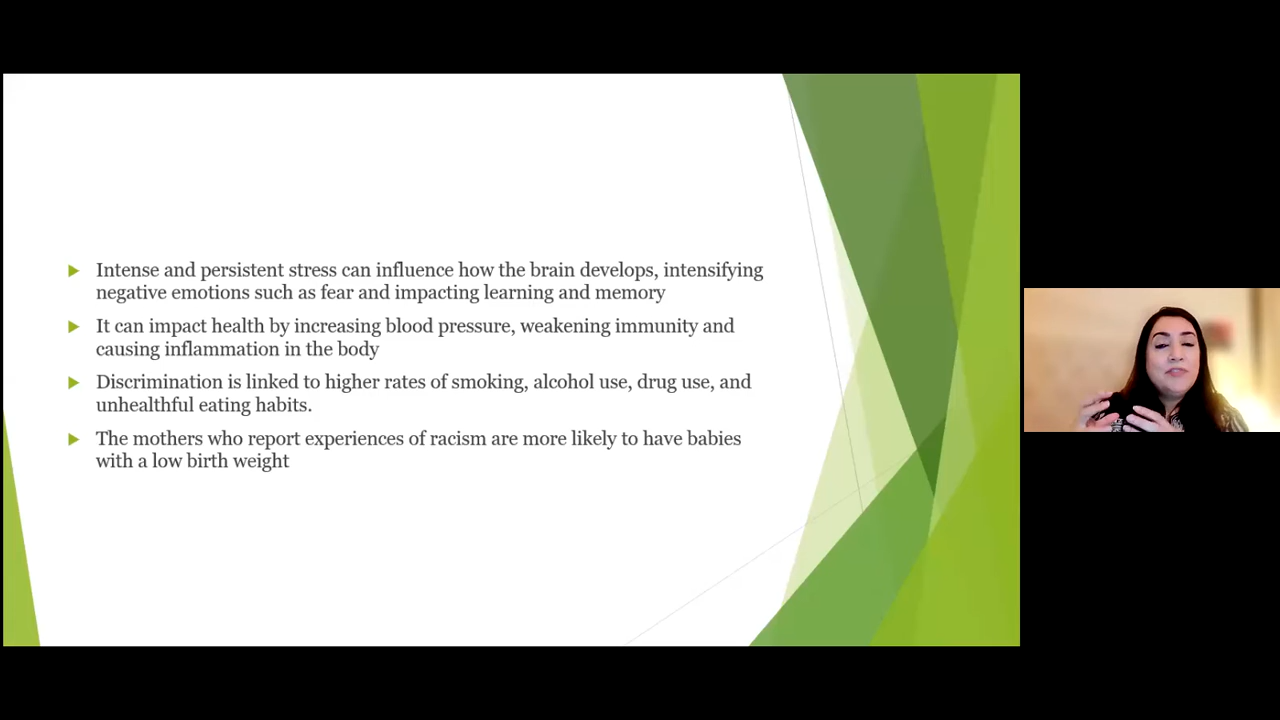 Intense and persistent stress can influence how the brain develops, intensifying
negative emotions such as fear and impacting learning and memory
It can impact health by increasing blood pressure, weakening immunity and
causing inflammation in the body
Discrimination is linked to higher rates of smoking, alcohol use, drug use, and
unhealthful eating habits.
The mothers who report experiences of racism are more likely to have babies
with a low birth weight